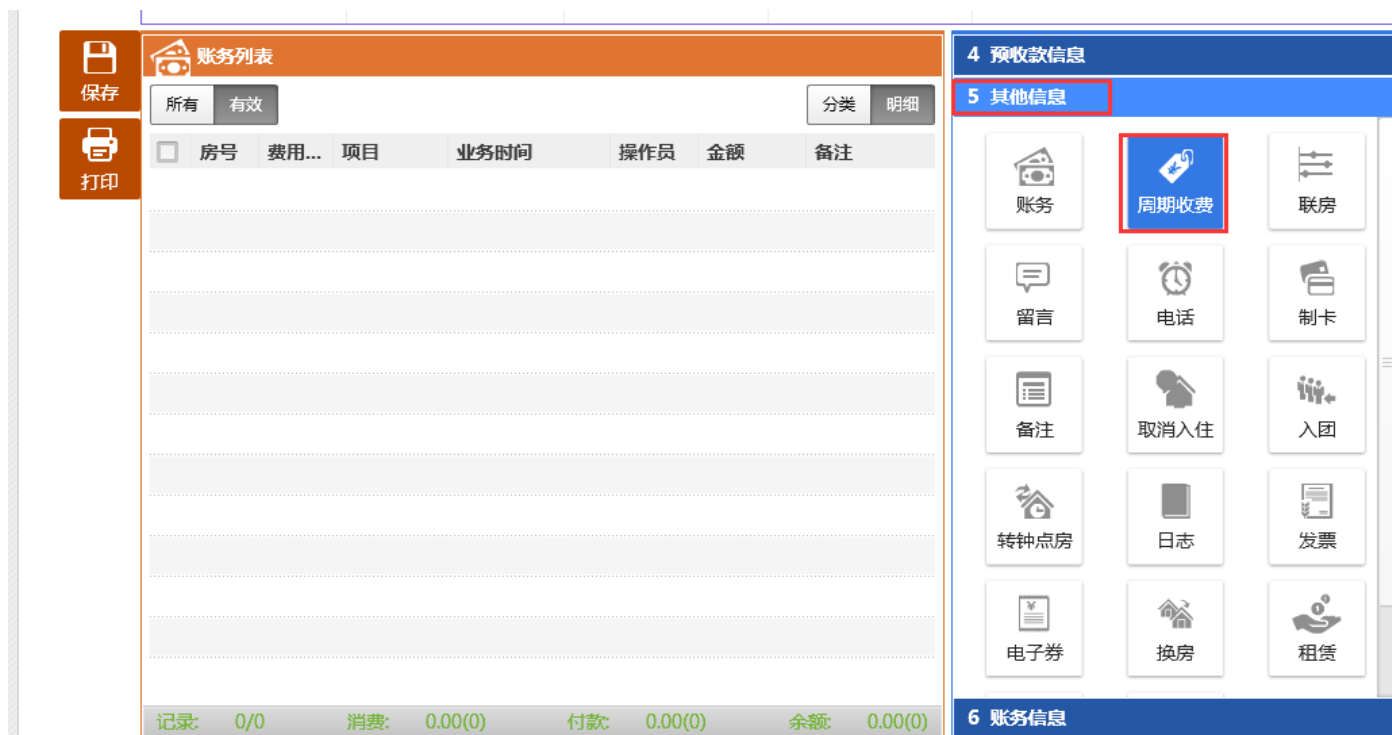 保存
打印
账务列表
所有 有效 分类 明细
房号 费用... 项目 业务时间 操作员 金额 备注
记录: 0/0 消费: 0.00(0) 付款: 0.00(0) 余额: 0.00(0)
4 预收款信息
5 其他信息
账务 周期收费 联房
留言 电话 制卡
备注 取消入住 入团
转钟点房 日志 发票
电子券 换房 租赁
6 账务信息